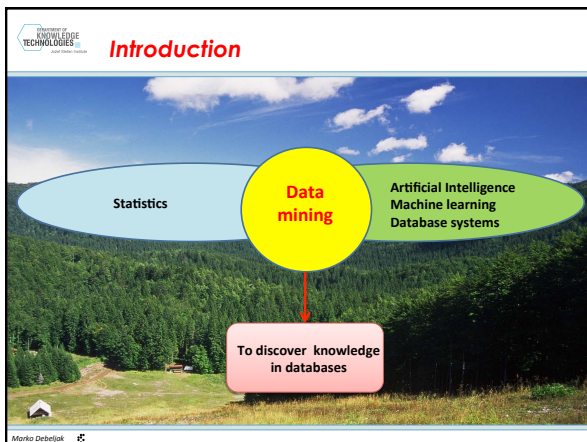 DEPARTMENT OF
KNOWLEDGE
TECHNOLOGIES
Jožef Stefan Institute
Introduction
Statistics
Data
mining
Artificial Intelligence
Machine learning
Database systems
To discover knowledge
in databases
Marko Debeljak